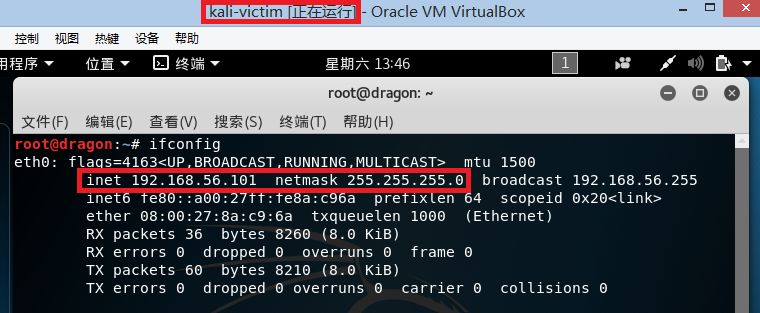 kali-victim [正在运行] - Oracle VM VirtualBox
控制 视图 热键 设备 帮助
用程序 位置 终端 星期六 13:46 1
root@dragon: ~
文件(F) 编辑(E) 查看(V) 搜索(S) 终端(T) 帮助(H)
root@dragon:~# ifconfig
eth0: flags=4163<UP,BROADCAST,RUNNING,MULTICAST>  mtu 1500
inet 192.168.56.101  netmask 255.255.255.0  broadcast 192.168.56.255
inet6 fe80::a00:27ff:fe8a:c96a  prefixlen 64  scopeid 0x20<link>
ether 08:00:27:8a:c9:6a  txqueuelen 1000  (Ethernet)
RX packets 36  bytes 8260 (8.0 KiB)
RX errors 0  dropped 0  overruns 0  frame 0
TX packets 60  bytes 8210 (8.0 KiB)
TX errors 0  dropped 0 overruns 0  carrier 0  collisions 0